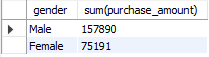 gender sum(purchase_amount)
Male 157890
Female 75191